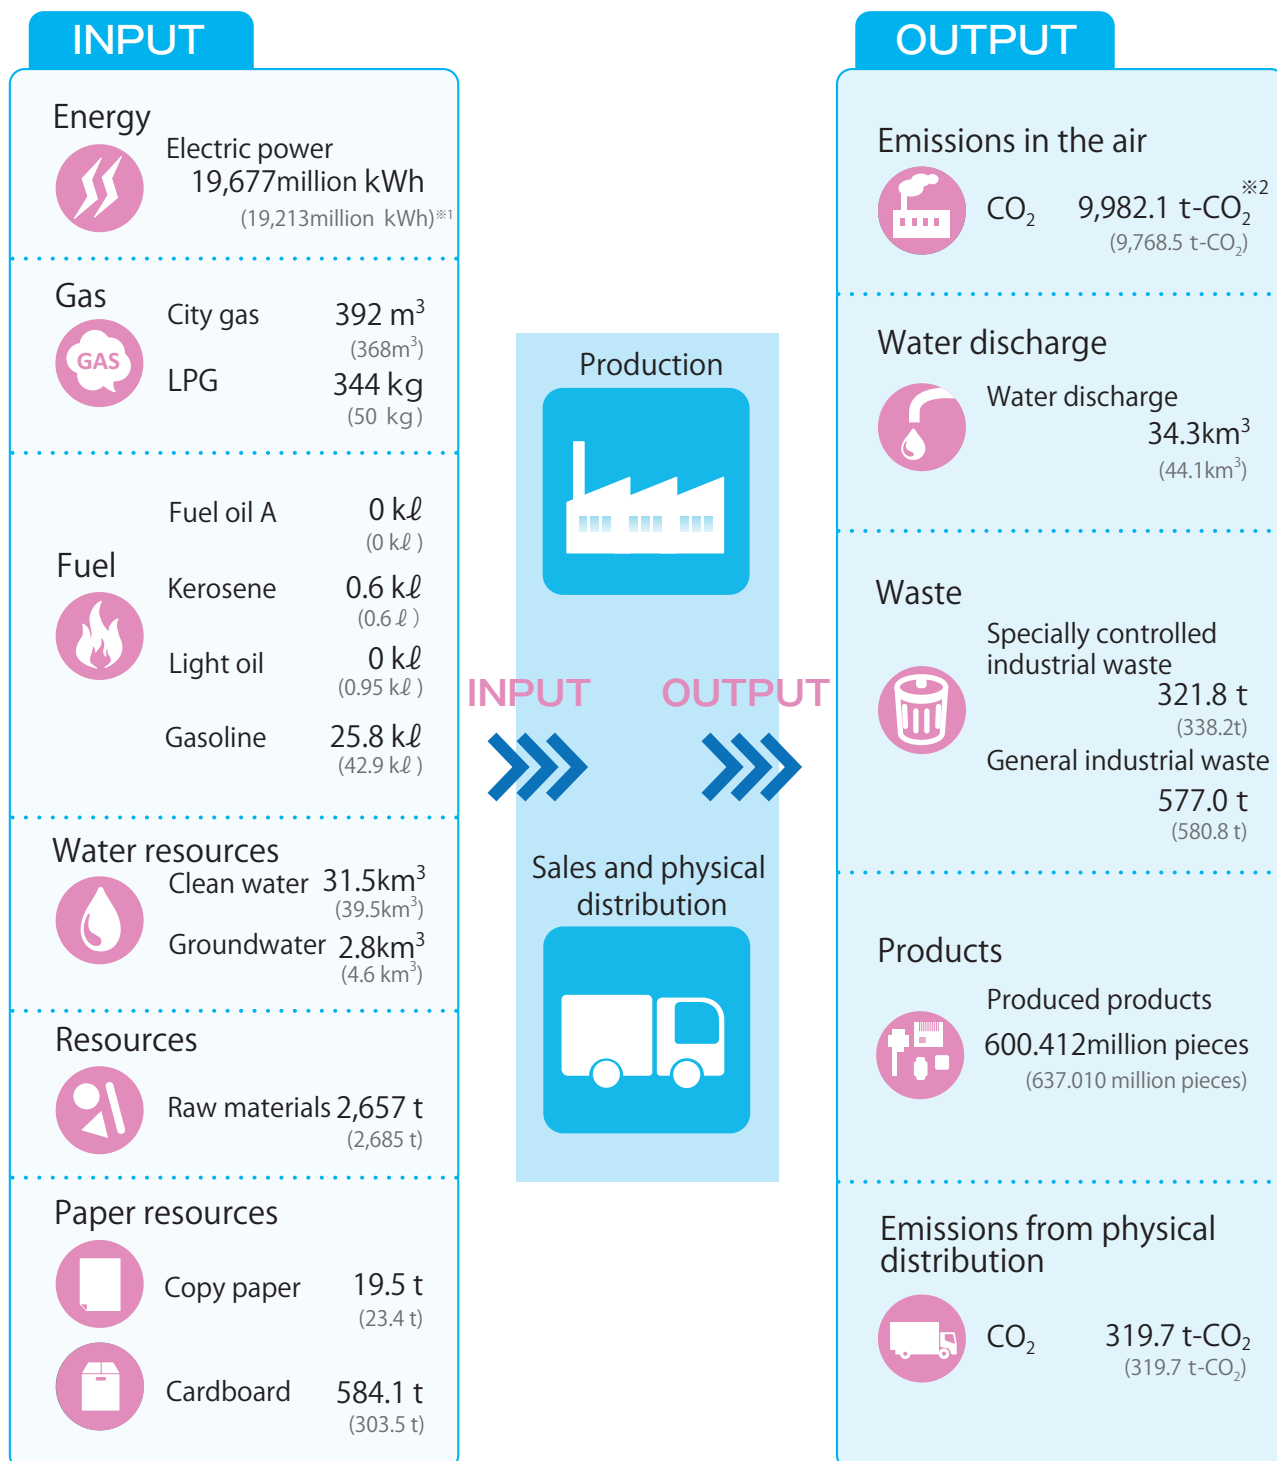 INPUT
Energy
Electric power
19,677million kWh
(19,213million kWh)※1
Gas
GAS
City gas 392 m³
(368m³)
LPG 344 kg
(50 kg)
Fuel
Fuel oil A 0 kℓ
(0 kℓ)
Kerosene 0.6 kℓ
(0.6 ℓ)
Light oil 0 kℓ
(0.95 kℓ)
Gasoline 25.8 kℓ
(42.9 kℓ)
Water resources
Clean water 31.5km³
(39.5km³)
Groundwater 2.8km³
(4.6 km³)
Resources
Raw materials 2,657 t
(2,685 t)
Paper resources
Copy paper 19.5 t
(23.4 t)
Cardboard 584.1 t
(303.5 t)
Production
INPUT OUTPUT
Sales and physical
distribution
OUTPUT
Emissions in the air
CO₂ 9,982.1 t-CO₂※2
(9,768.5 t-CO₂)
Water discharge
Water discharge
34.3km³
(44.1km³)
Waste
Specially controlled
industrial waste
321.8 t
(338.2t)
General industrial waste
577.0 t
(580.8 t)
Products
Produced products
600.412million pieces
(637.010 million pieces)
Emissions from physical
distribution
CO₂ 319.7 t-CO₂
(319.7 t-CO₂)